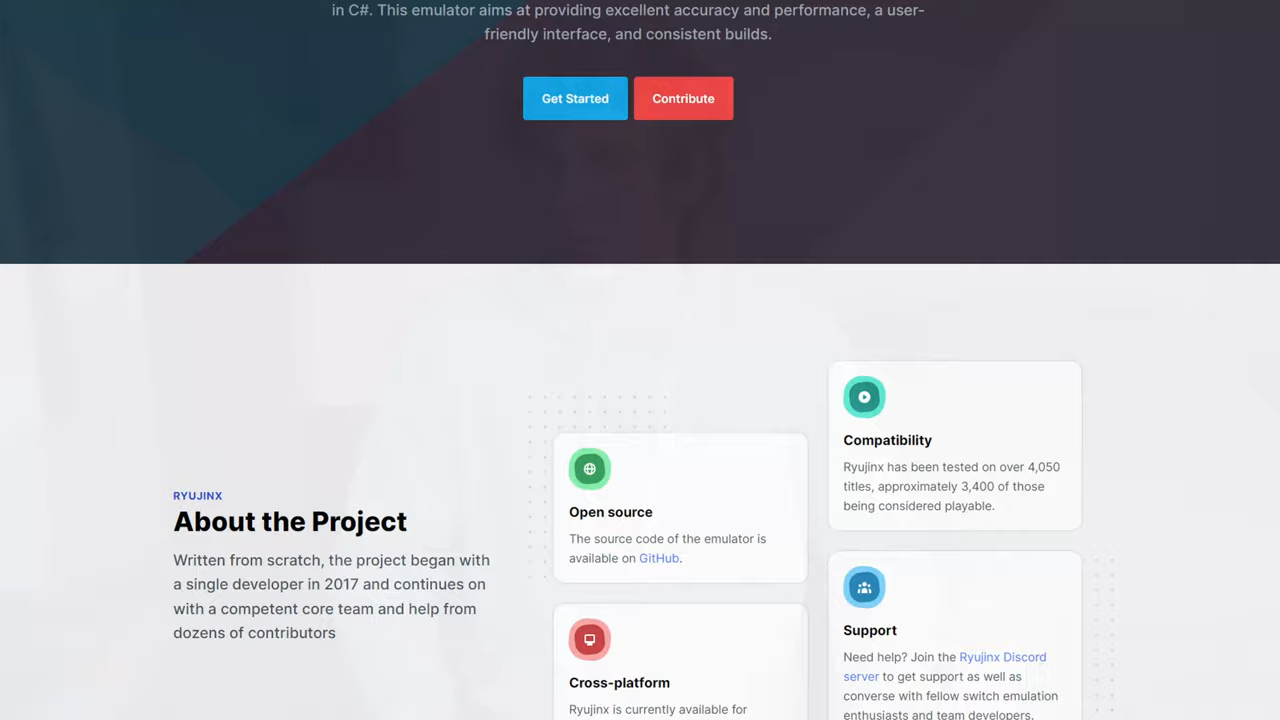 in C#. This emulator aims at providing excellent accuracy and performance, a user-
friendly interface, and consistent builds.
Get Started
Contribute
RYUJINX
About the Project
Written from scratch, the project began with
a single developer in 2017 and continues on
with a competent core team and help from
dozens of contributors
Open source
The source code of the emulator is
available on GitHub.
Cross-platform
Ryujinx is currently available for
Compatibility
Ryujinx has been tested on over 4,050
titles, approximately 3,400 of those
being considered playable.
Support
Need help? Join the Ryujinx Discord
server to get support as well as
converse with fellow switch emulation
enthusiasts and team developers.